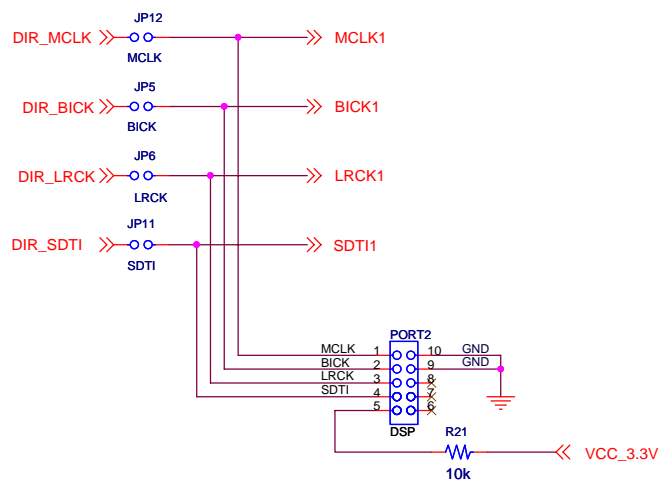 JP12
DIR_MCLK
MCLK1
MCLK
JP5
DIR_BICK
BICK1
BICK
JP6
DIR_LRCK
LRCK1
LRCK
JP11
DIR_SDTI
SDTI1
SDTI
PORT2
MCLK 1 10 GND
BICK 2 9 GND
LRCK 3 8
SDTI 4 7
5 6
DSP
R21
VCC_3.3V
10k